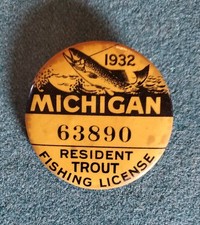 1932
MICHIGAN
63890
RESIDENT
TROUT
FISHING LICENSE